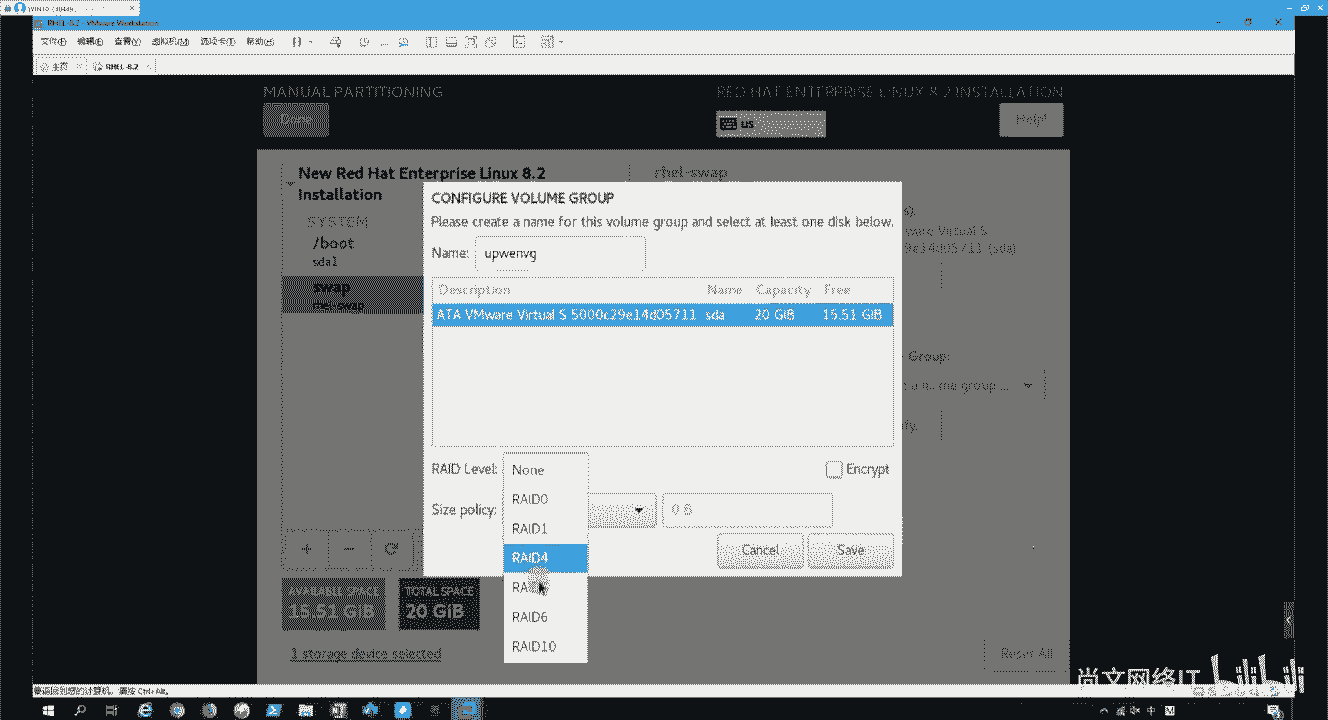 RHEL-8.2 - VMware Workstation
文件(F) 编辑(E) 查看(V) 虚拟机(M) 选项卡(T) 帮助(H)
主页 RHEL-8.2
MANUAL PARTITIONING
RED HAT ENTERPRISE LINUX 8.2 INSTALLATION
Done
us
Help!
New Red Hat Enterprise Linux 8.2
Installation
rhel-swap
SYSTEM
/boot
sda1
swap
rhel-swap
CONFIGURE VOLUME GROUP
Please create a name for this volume group and select at least one disk below.
Name: upwenvg
Description Name Capacity Free
ATA VMware Virtual S 5000c29e14d05711 sda 20 GiB 15.51 GiB
(sda)
Group:
RAID Level:
None
RAID0
RAID1
RAID4
RAID6
RAID10
Encrypt
Size policy:
Cancel
Save
AVAILABLE SPACE
15.51 GiB
TOTAL SPACE
20 GiB
1 storage device selected
Reset All
要返回到您的计算机，请按 Ctrl+Alt。
尚文网络IT
bilibili
中